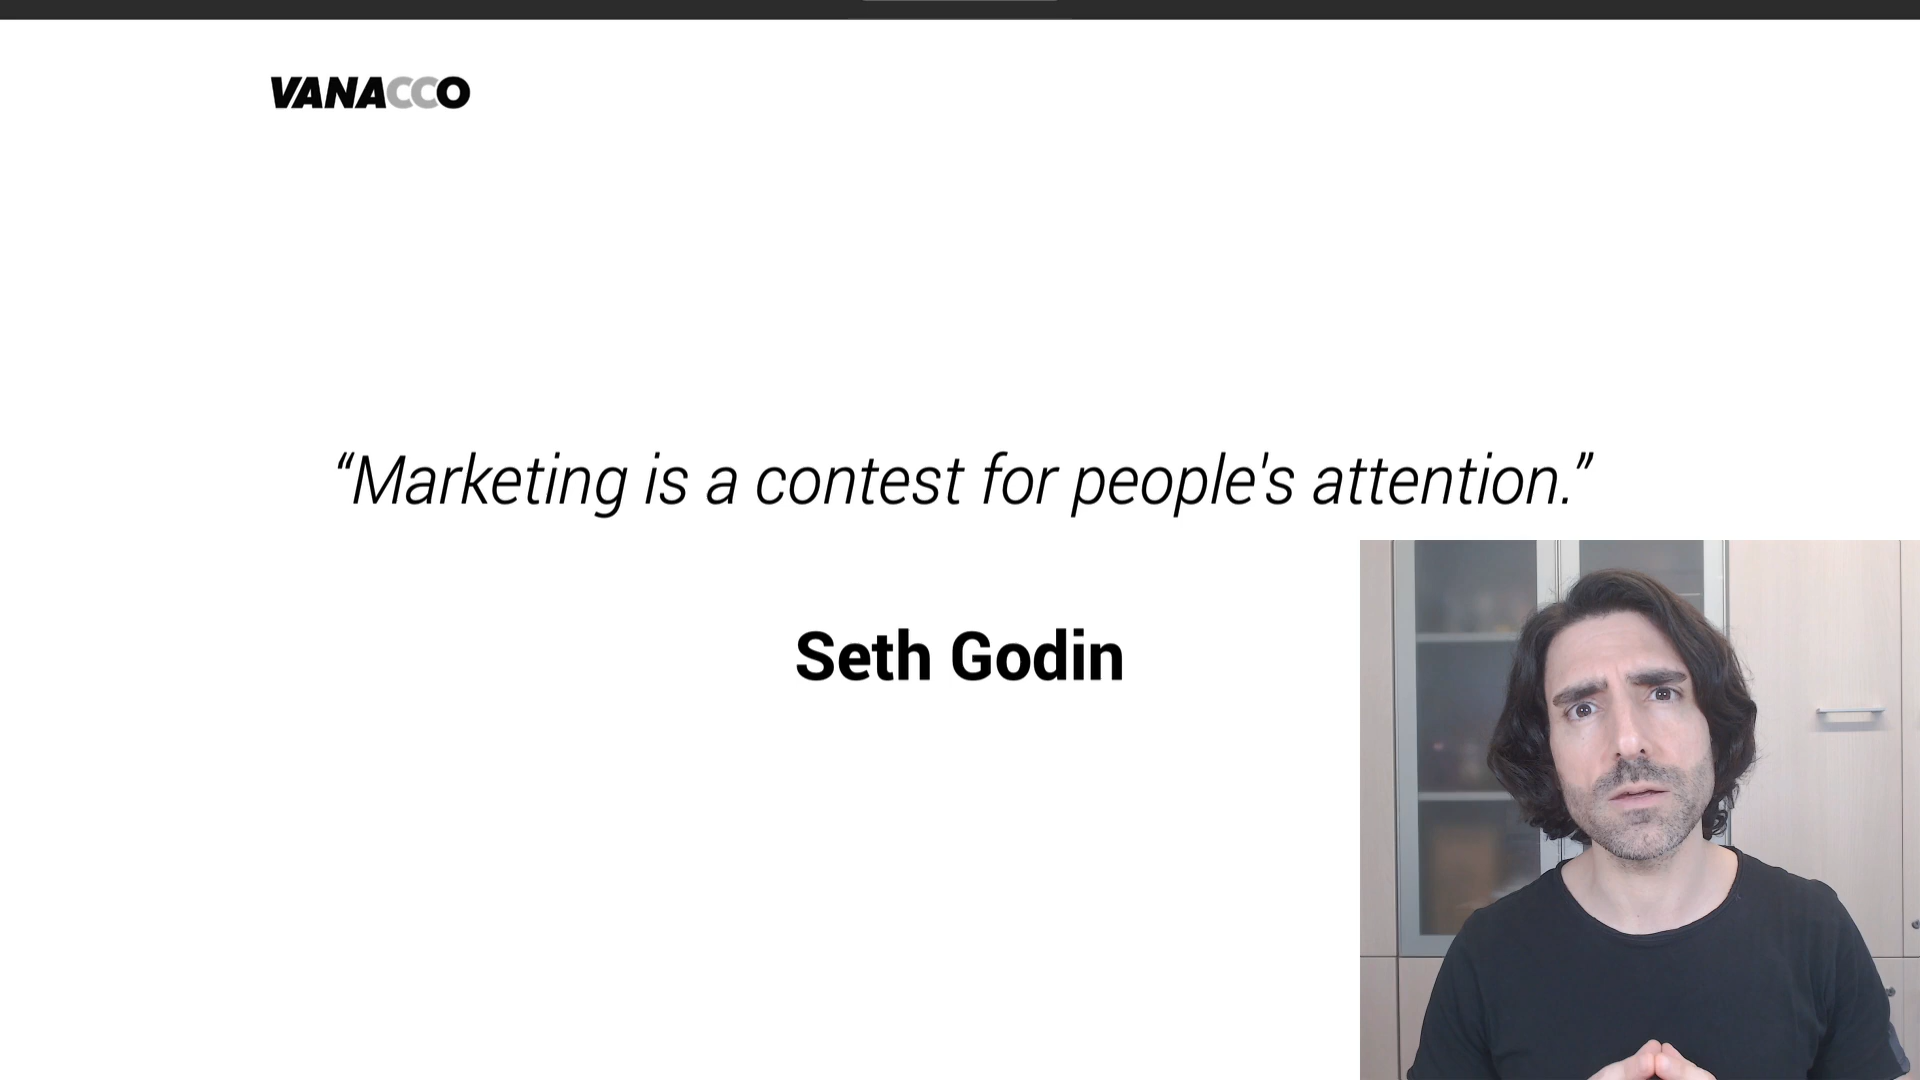 VANACCO
“Marketing is a contest for people's attention.”
Seth Godin